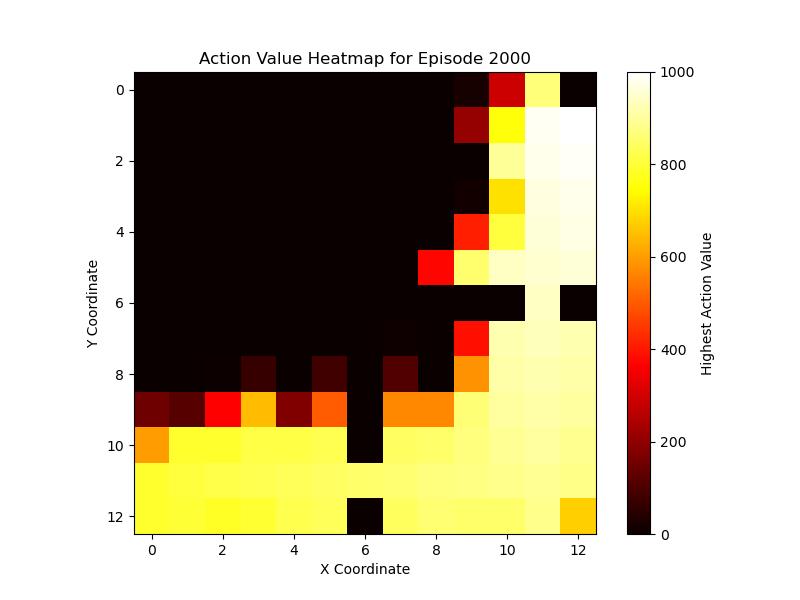 Action Value Heatmap for Episode 2000
0
2
4
6
8
10
12
Y Coordinate
0 2 4 6 8 10 12
X Coordinate
1000
800
600
400
200
0
Highest Action Value